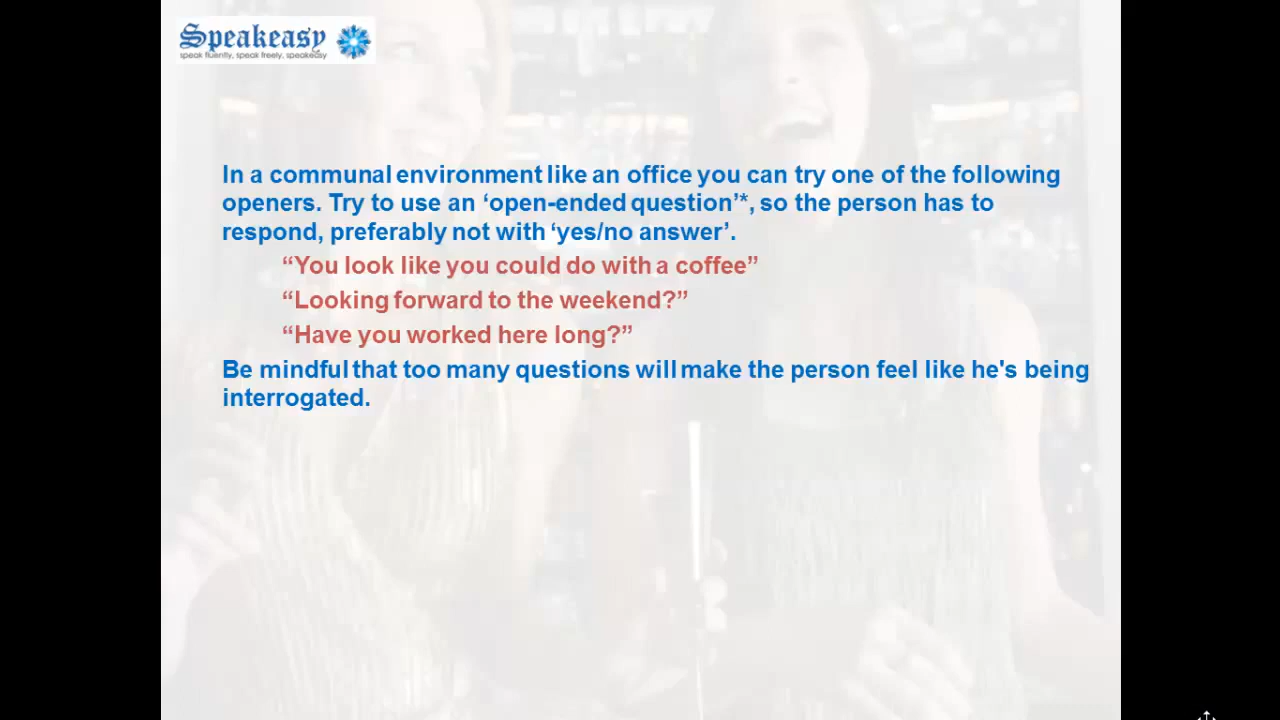 Speakeasy
speak fluently, speak freely, speakeasy
In a communal environment like an office you can try one of the following
openers. Try to use an ‘open-ended question’*, so the person has to
respond, preferably not with ‘yes/no answer’.
“You look like you could do with a coffee”
“Looking forward to the weekend?”
“Have you worked here long?”
Be mindful that too many questions will make the person feel like he's being
interrogated.